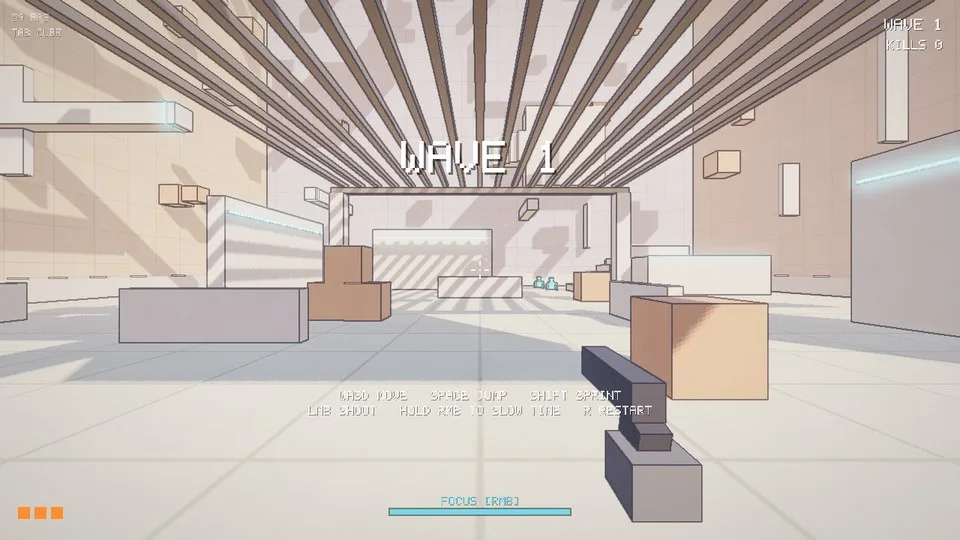 WAVE 1
KILLS 0
WAVE 1
WASD MOVE SPACE JUMP SHIFT SPRINT
LMB SHOOT HOLD RMB TO SLOW TIME R RESTART
FOCUS [RMB]